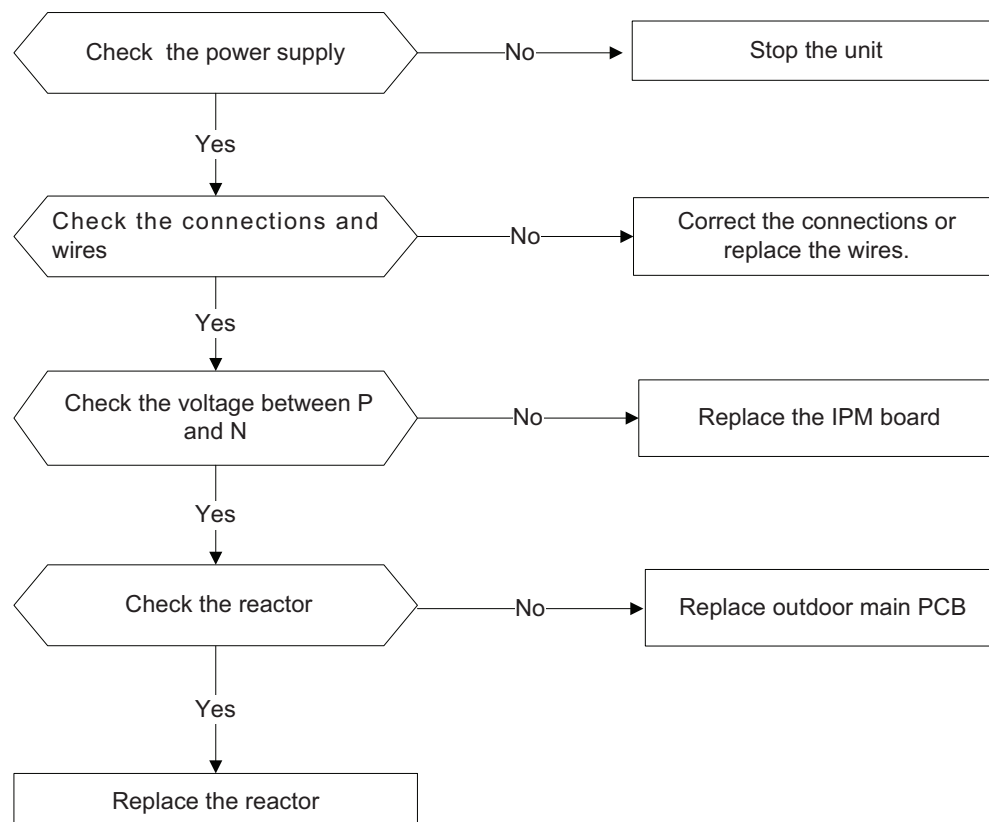 Check the power supply
No
Stop the unit
Yes
Check the connections and
wires
No
Correct the connections or
replace the wires.
Yes
Check the voltage between P
and N
No
Replace the IPM board
Yes
Check the reactor
No
Replace outdoor main PCB
Yes
Replace the reactor